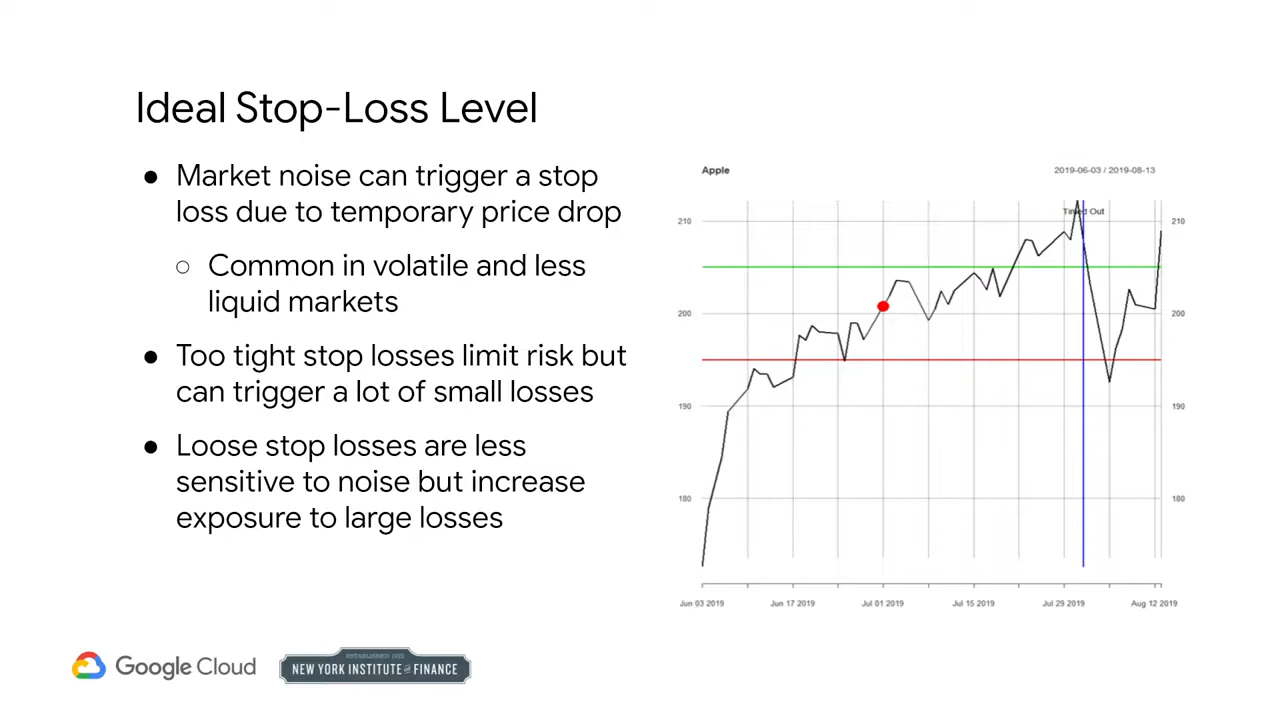 Ideal Stop-Loss Level
● Market noise can trigger a stop
loss due to temporary price drop
○ Common in volatile and less
liquid markets
● Too tight stop losses limit risk but
can trigger a lot of small losses
● Loose stop losses are less
sensitive to noise but increase
exposure to large losses
Apple
2019-06-03 / 2019-08-13
Timed Out
210
210
200
200
190
190
180
180
Jun 03 2019
Jun 17 2019
Jul 01 2019
Jul 15 2019
Jul 29 2019
Aug 12 2019
Google Cloud
NEW YORK INSTITUTE OF FINANCE